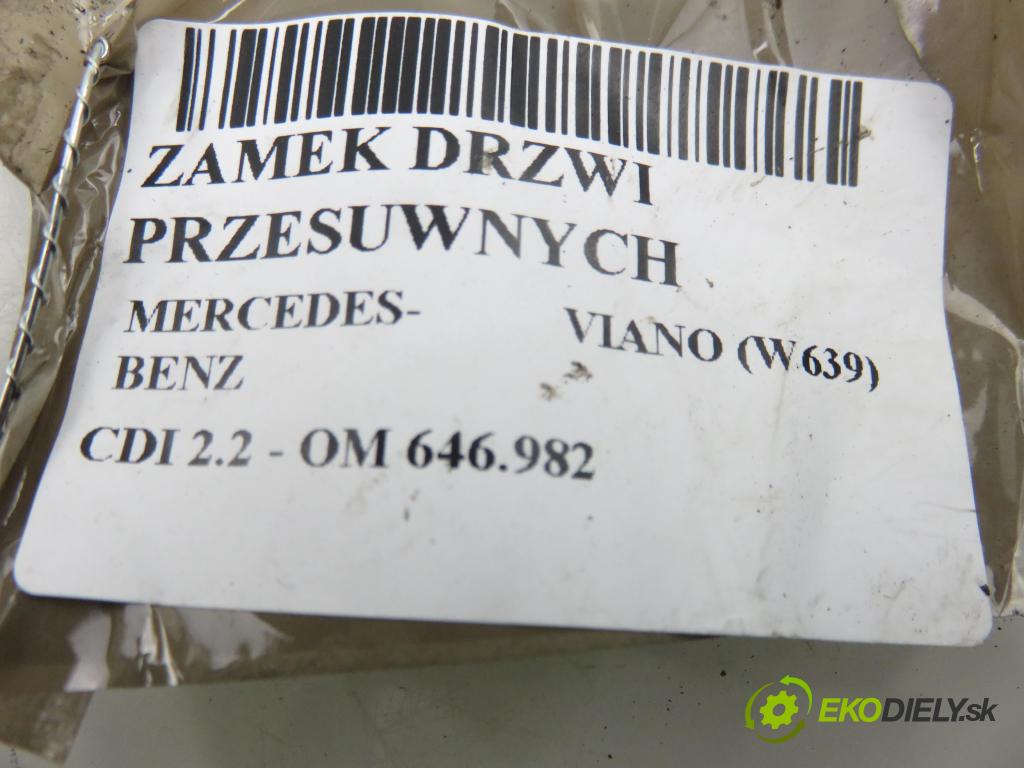 ZAMEK DRZWI
PRZESUWNYCH
MERCEDES-
BENZ
VIANO (W639)
CDI 2.2 - OM 646.982
EKODIELY.sk